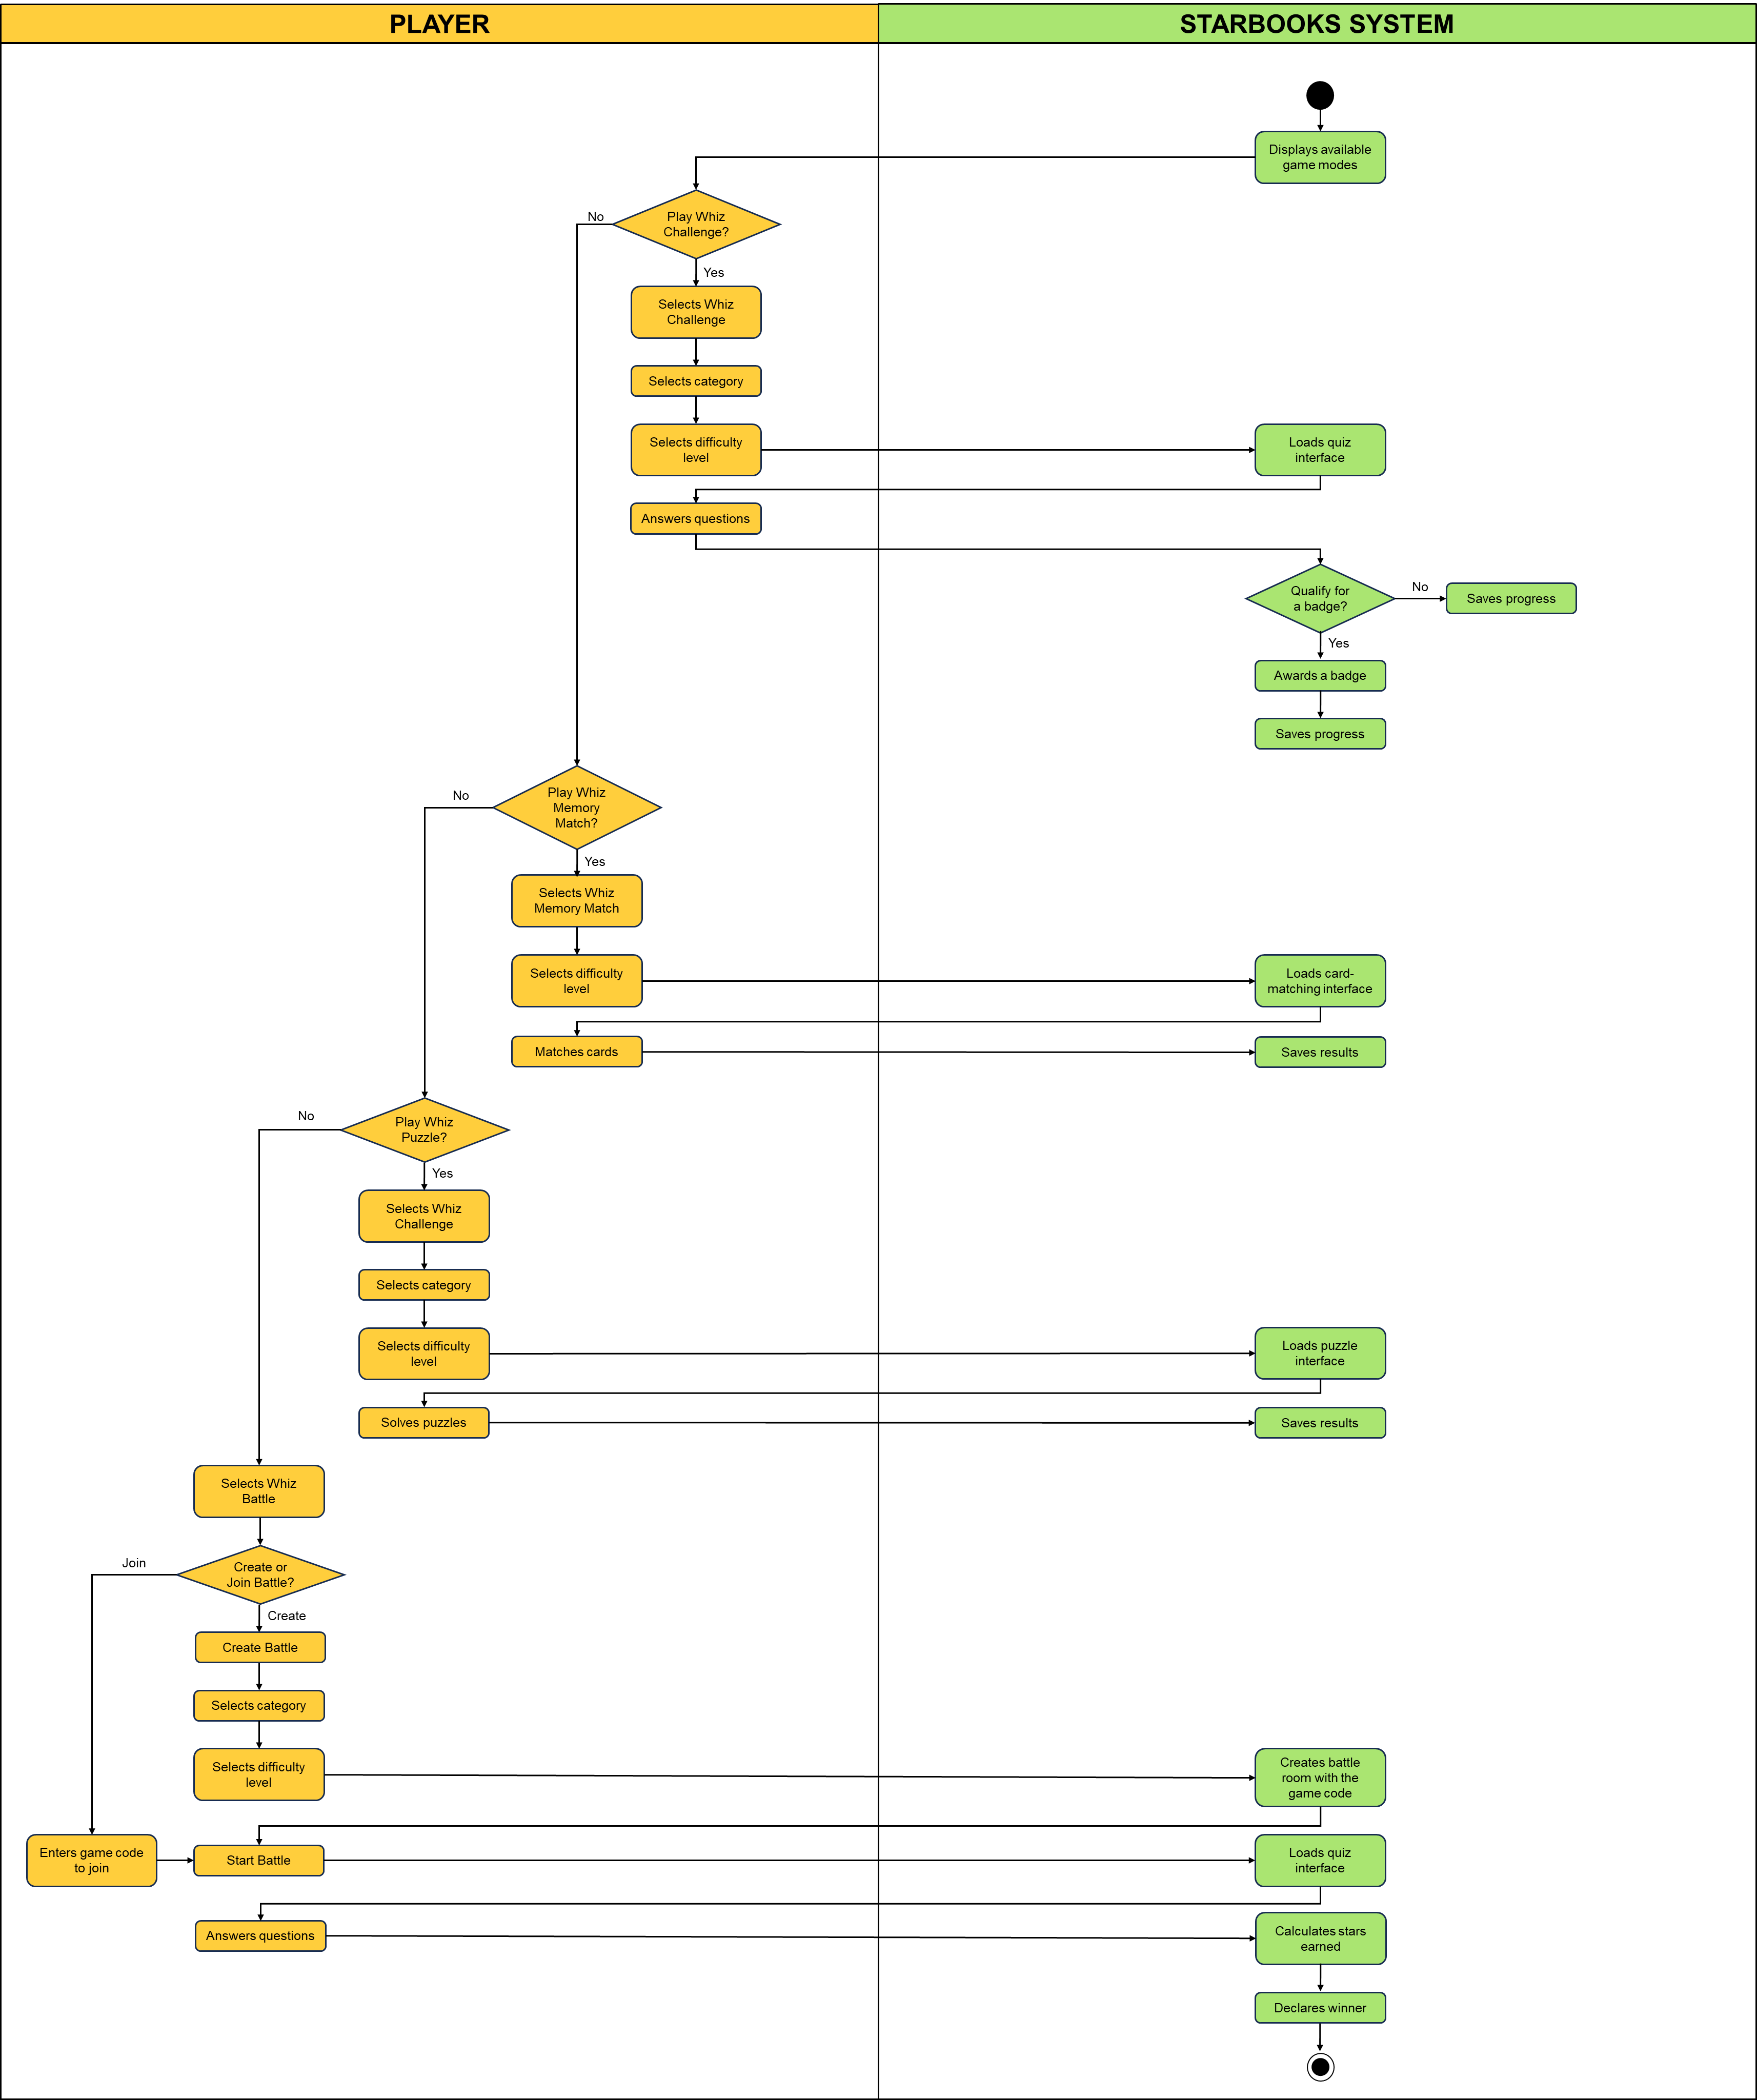 PLAYER
STARBOOKS SYSTEM
Displays available
game modes
Play Whiz
Challenge?
No
Yes
Selects Whiz
Challenge
Selects category
Selects difficulty
level
Loads quiz
interface
Answers questions
Qualify for
a badge?
No
Saves progress
Yes
Awards a badge
Saves progress
Play Whiz
Memory
Match?
No
Yes
Selects Whiz
Memory Match
Selects difficulty
level
Loads card-
matching interface
Matches cards
Saves results
Play Whiz
Puzzle?
No
Yes
Selects Whiz
Challenge
Selects category
Selects difficulty
level
Loads puzzle
interface
Solves puzzles
Saves results
Selects Whiz
Battle
Create or
Join Battle?
Join
Create
Create Battle
Selects category
Selects difficulty
level
Creates battle
room with the
game code
Enters game code
to join
Start Battle
Loads quiz
interface
Answers questions
Calculates stars
earned
Declares winner